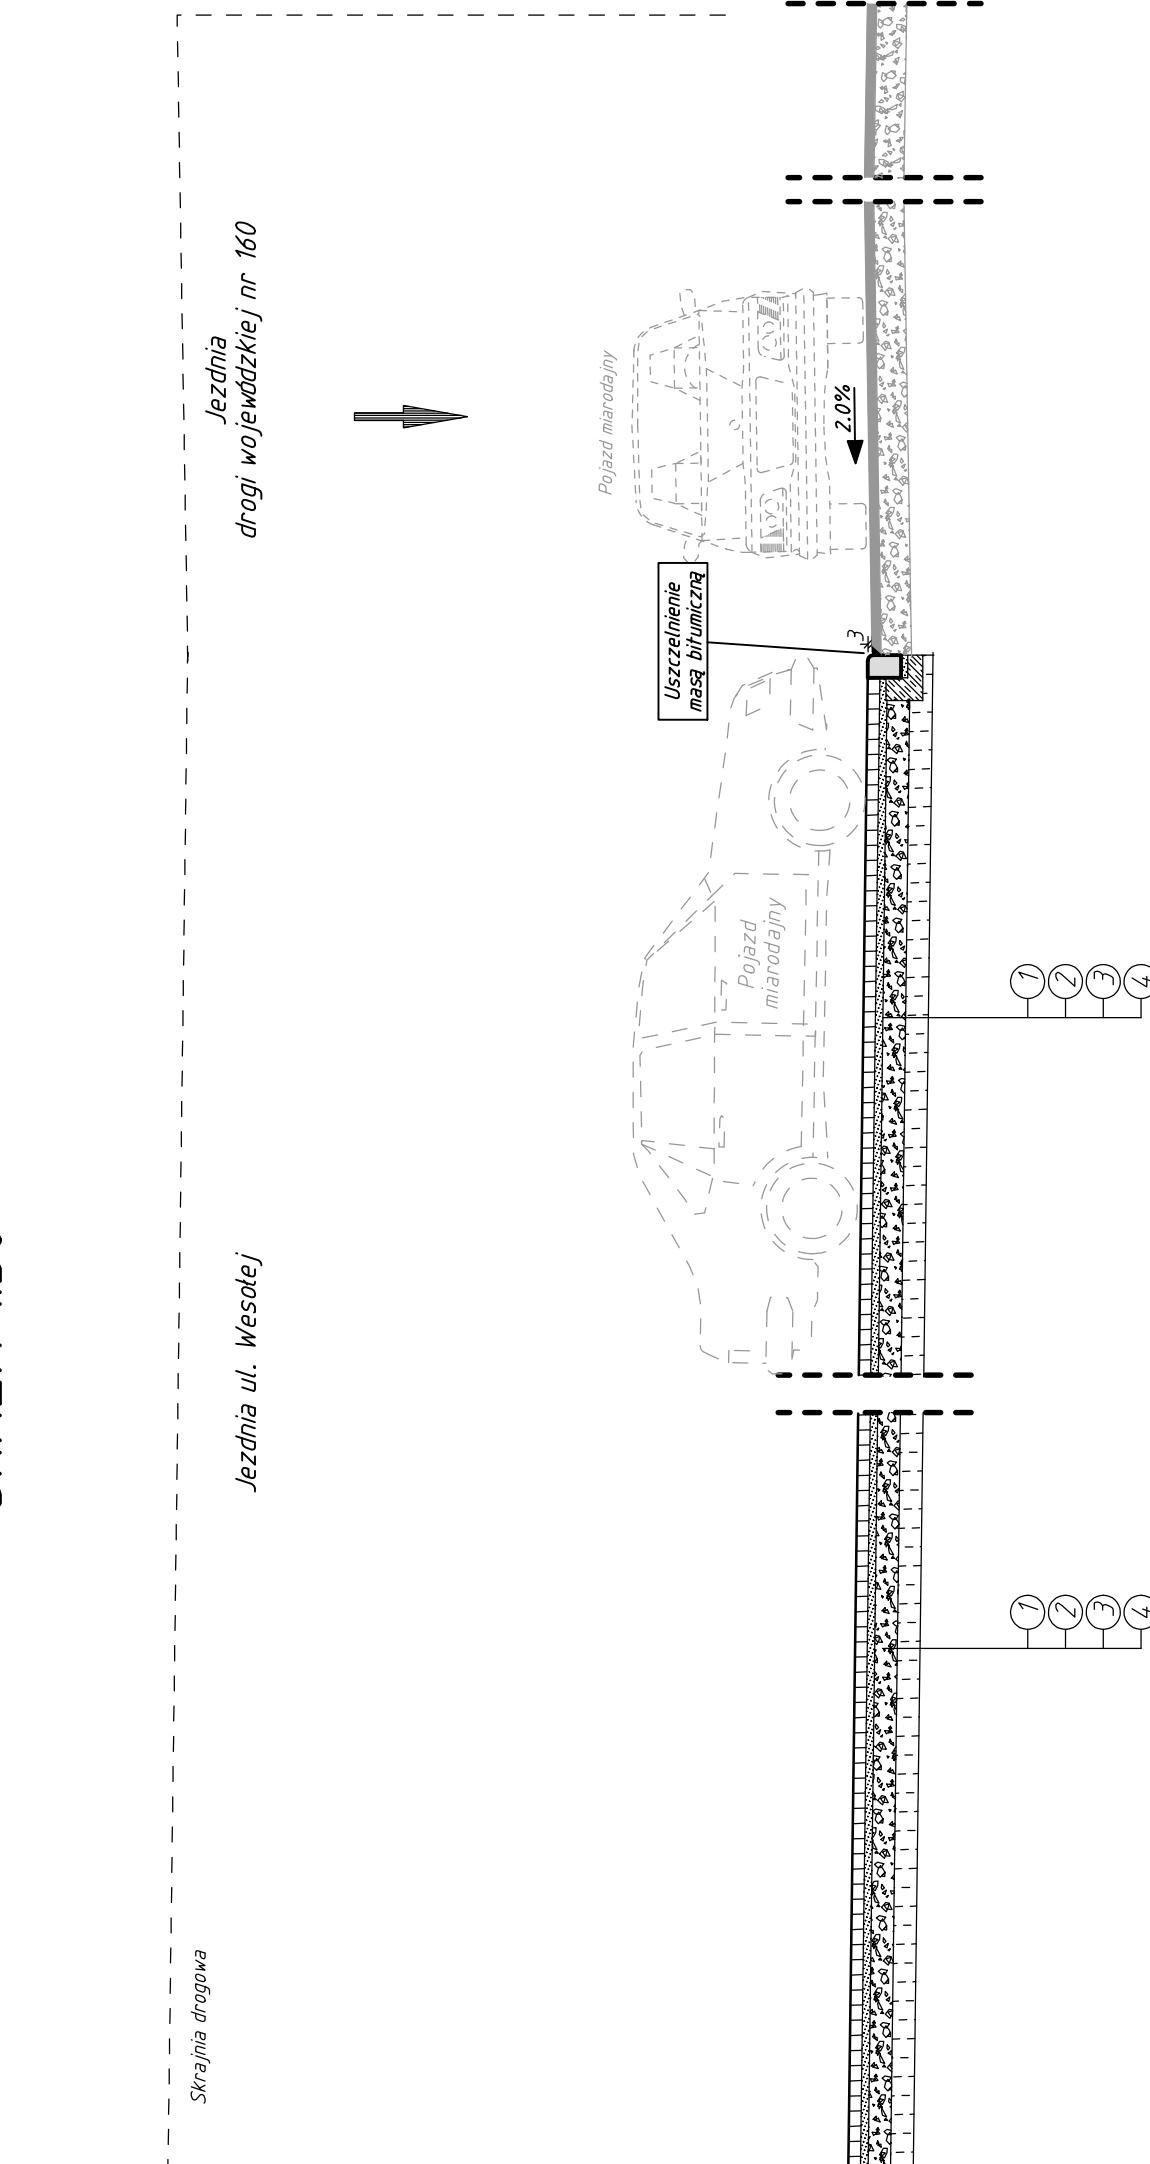 Skrajnia drogowa
Jezdnia ul. Wesołej
Jezdnia
drogi wojewódzkiej nr 160
Pojazd miarodajny
Uszczelnienie
masą bitumiczną
Pojazd
miarodajny
2.0%
3
1
2
3
4
1
2
3
4